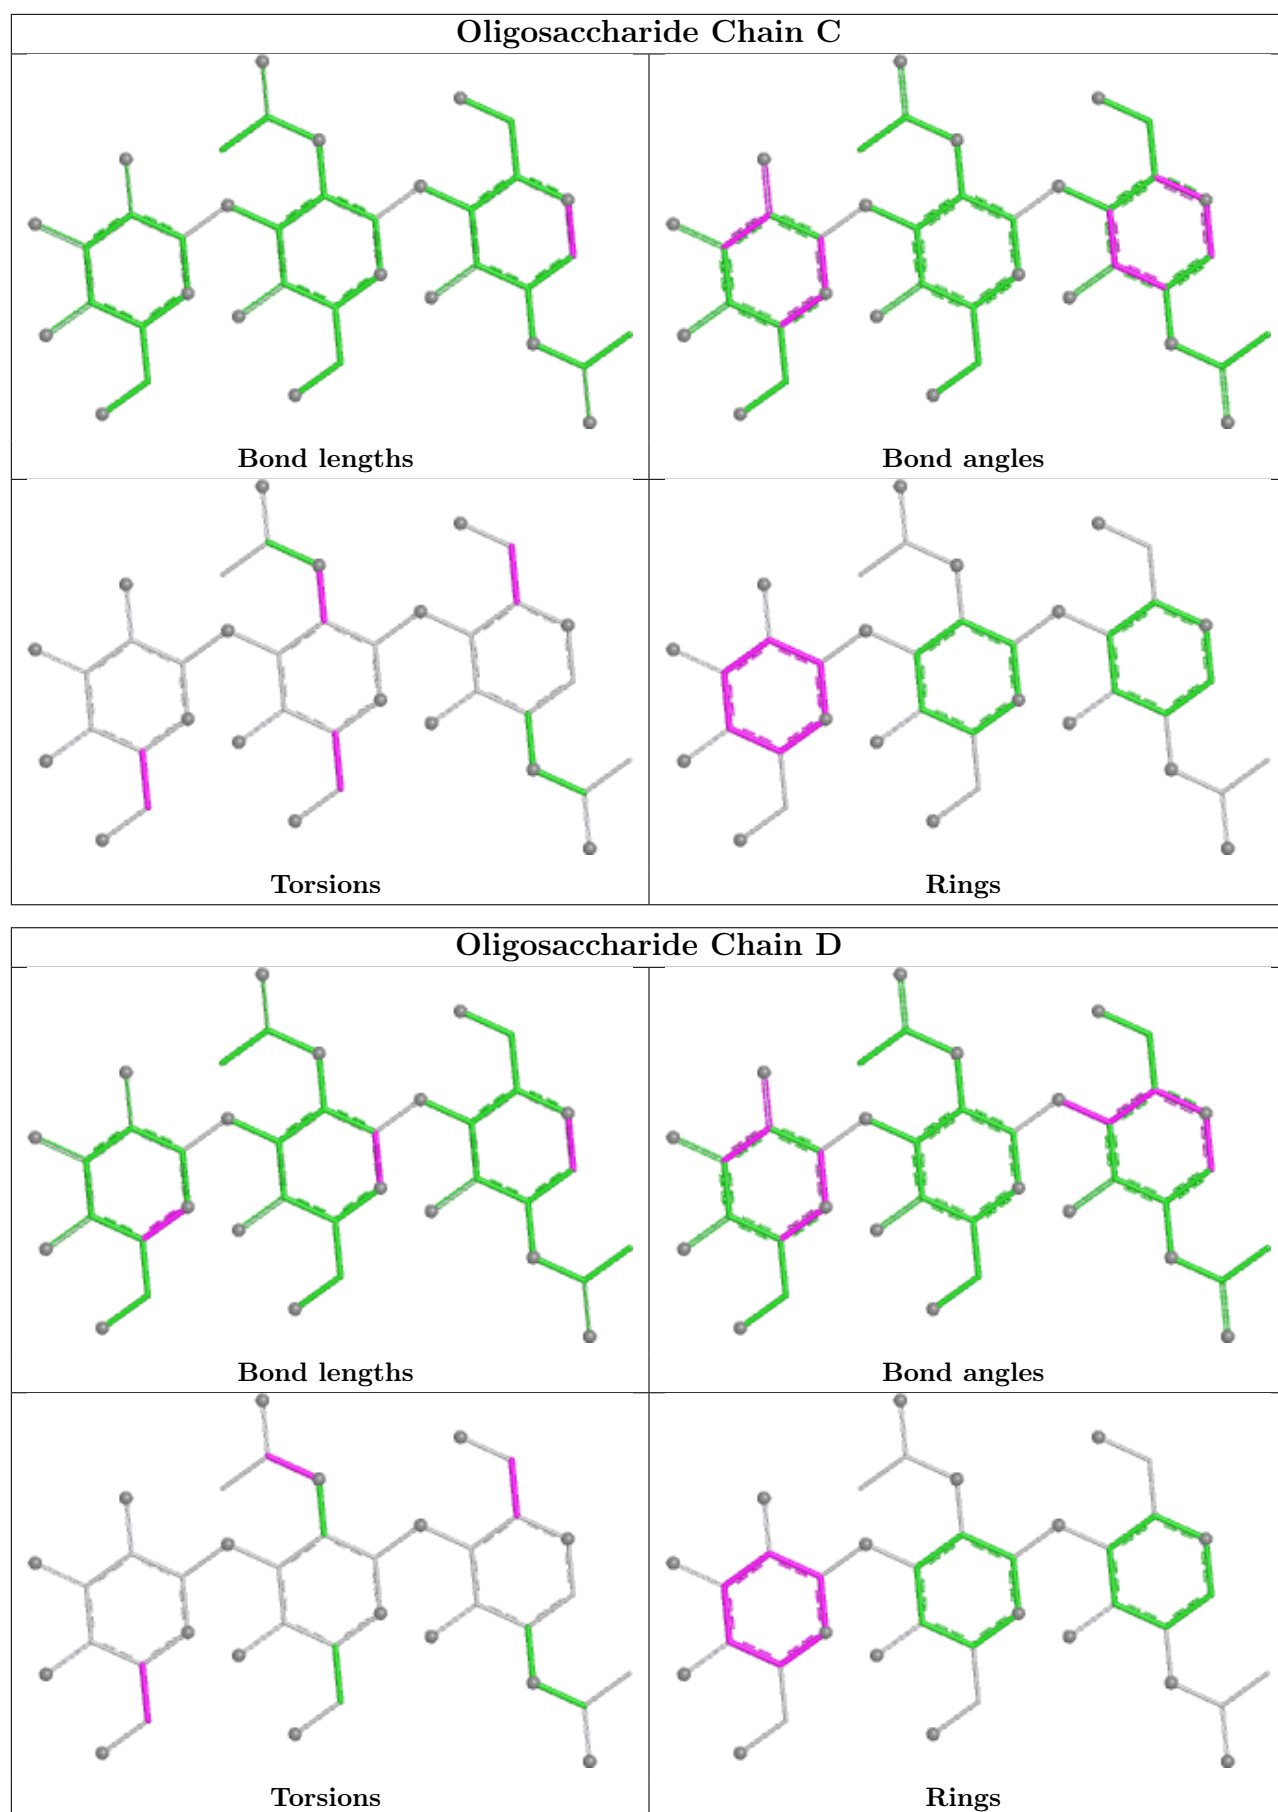 Oligosaccharide Chain C
Bond lengths
Bond angles
Torsions
Rings
Oligosaccharide Chain D
Bond lengths
Bond angles
Torsions
Rings